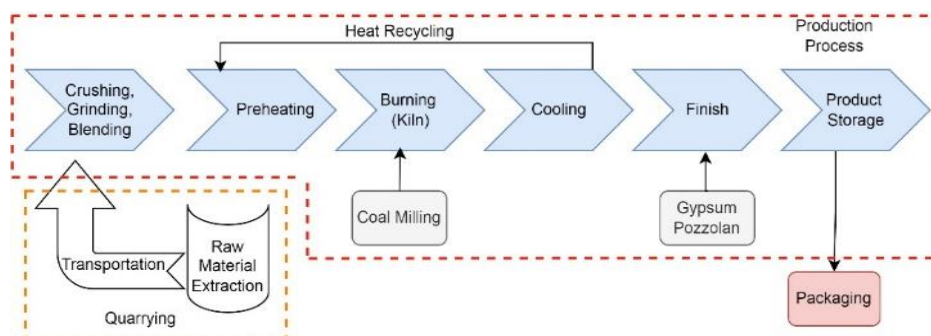 Heat Recycling
Production
Process
Crushing,
Grinding,
Blending
Preheating
Burning
(Kiln)
Cooling
Finish
Product
Storage
Coal Milling
Gypsum
Pozzolan
Transportation
Raw
Material
Extraction
Quarrying
Packaging